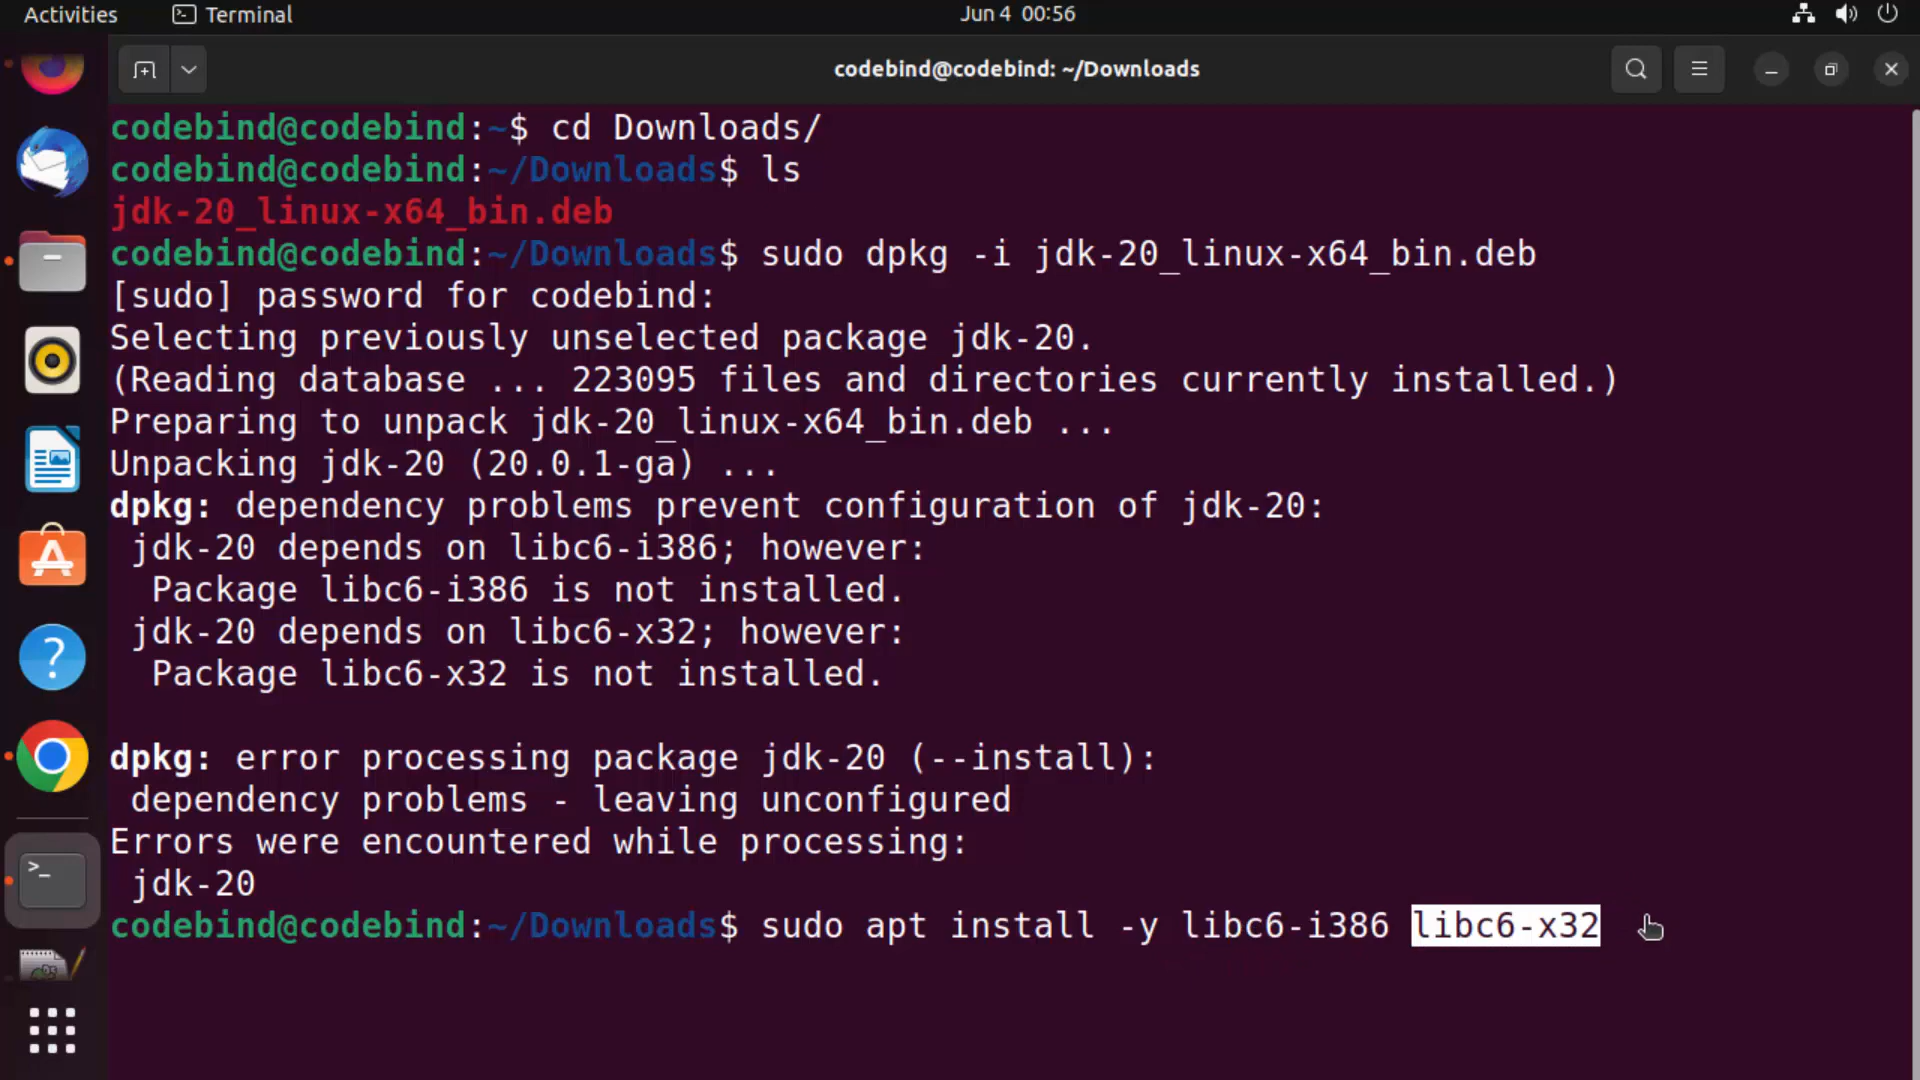 Activities
Terminal
Jun 4 00:56
codebind@codebind: ~/Downloads
codebind@codebind:~$ cd Downloads/
codebind@codebind:~/Downloads$ ls
jdk-20_linux-x64_bin.deb
codebind@codebind:~/Downloads$ sudo dpkg -i jdk-20_linux-x64_bin.deb
[sudo] password for codebind:
Selecting previously unselected package jdk-20.
(Reading database ... 223095 files and directories currently installed.)
Preparing to unpack jdk-20_linux-x64_bin.deb ...
Unpacking jdk-20 (20.0.1-ga) ...
dpkg: dependency problems prevent configuration of jdk-20:
 jdk-20 depends on libc6-i386; however:
  Package libc6-i386 is not installed.
 jdk-20 depends on libc6-x32; however:
  Package libc6-x32 is not installed.

dpkg: error processing package jdk-20 (--install):
 dependency problems - leaving unconfigured
Errors were encountered while processing:
 jdk-20
codebind@codebind:~/Downloads$ sudo apt install -y libc6-i386 libc6-x32